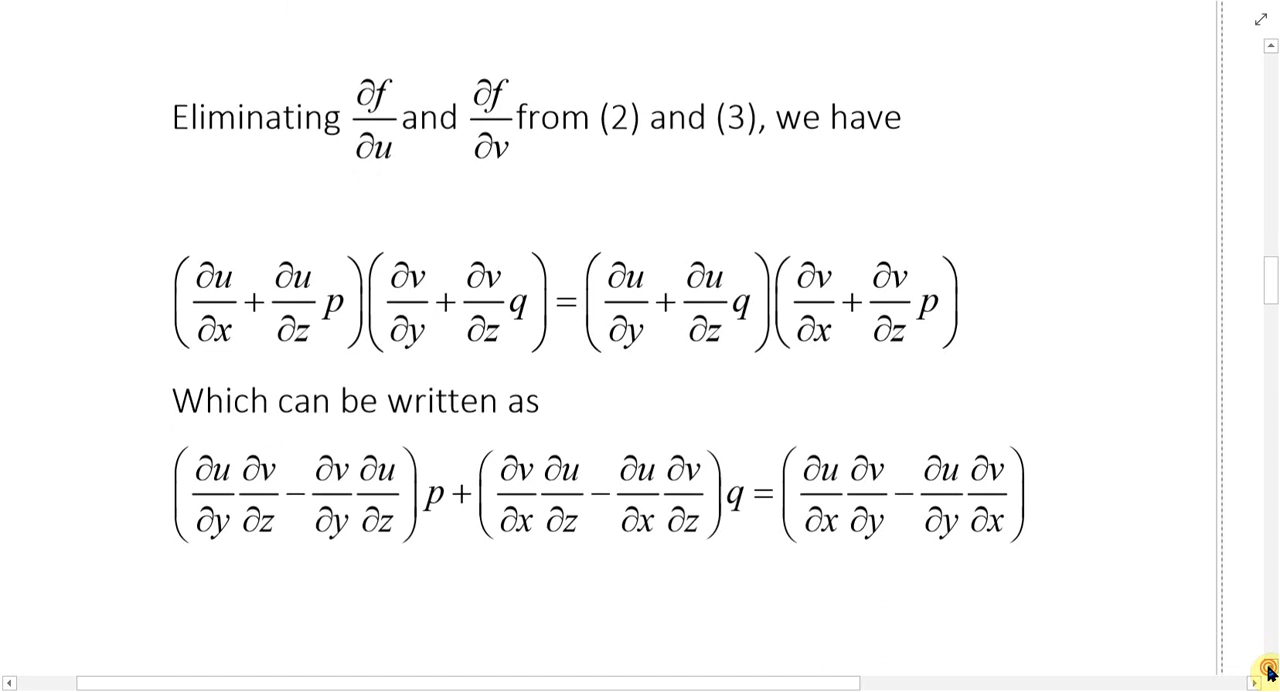 Eliminating ∂f/∂u and ∂f/∂v from (2) and (3), we have
(∂u/∂x + ∂u/∂z p)(∂v/∂y + ∂v/∂z q) = (∂u/∂y + ∂u/∂z q)(∂v/∂x + ∂v/∂z p)
Which can be written as
(∂u/∂y ∂v/∂z − ∂v/∂y ∂u/∂z) p + (∂v/∂x ∂u/∂z − ∂u/∂x ∂v/∂z) q = (∂u/∂x ∂v/∂y − ∂u/∂y ∂v/∂x)